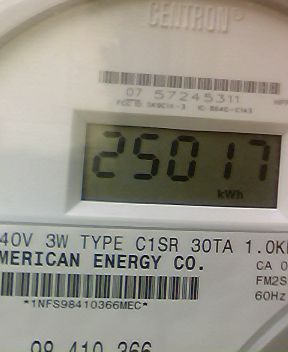 CENTRON®
07 57245311
25017
kWh
40V 3W TYPE C1SR 30TA 1.0K
MERICAN ENERGY CO.
CA 0
FM2S
60Hz
*1NFS98410366MEC*
98 410 366